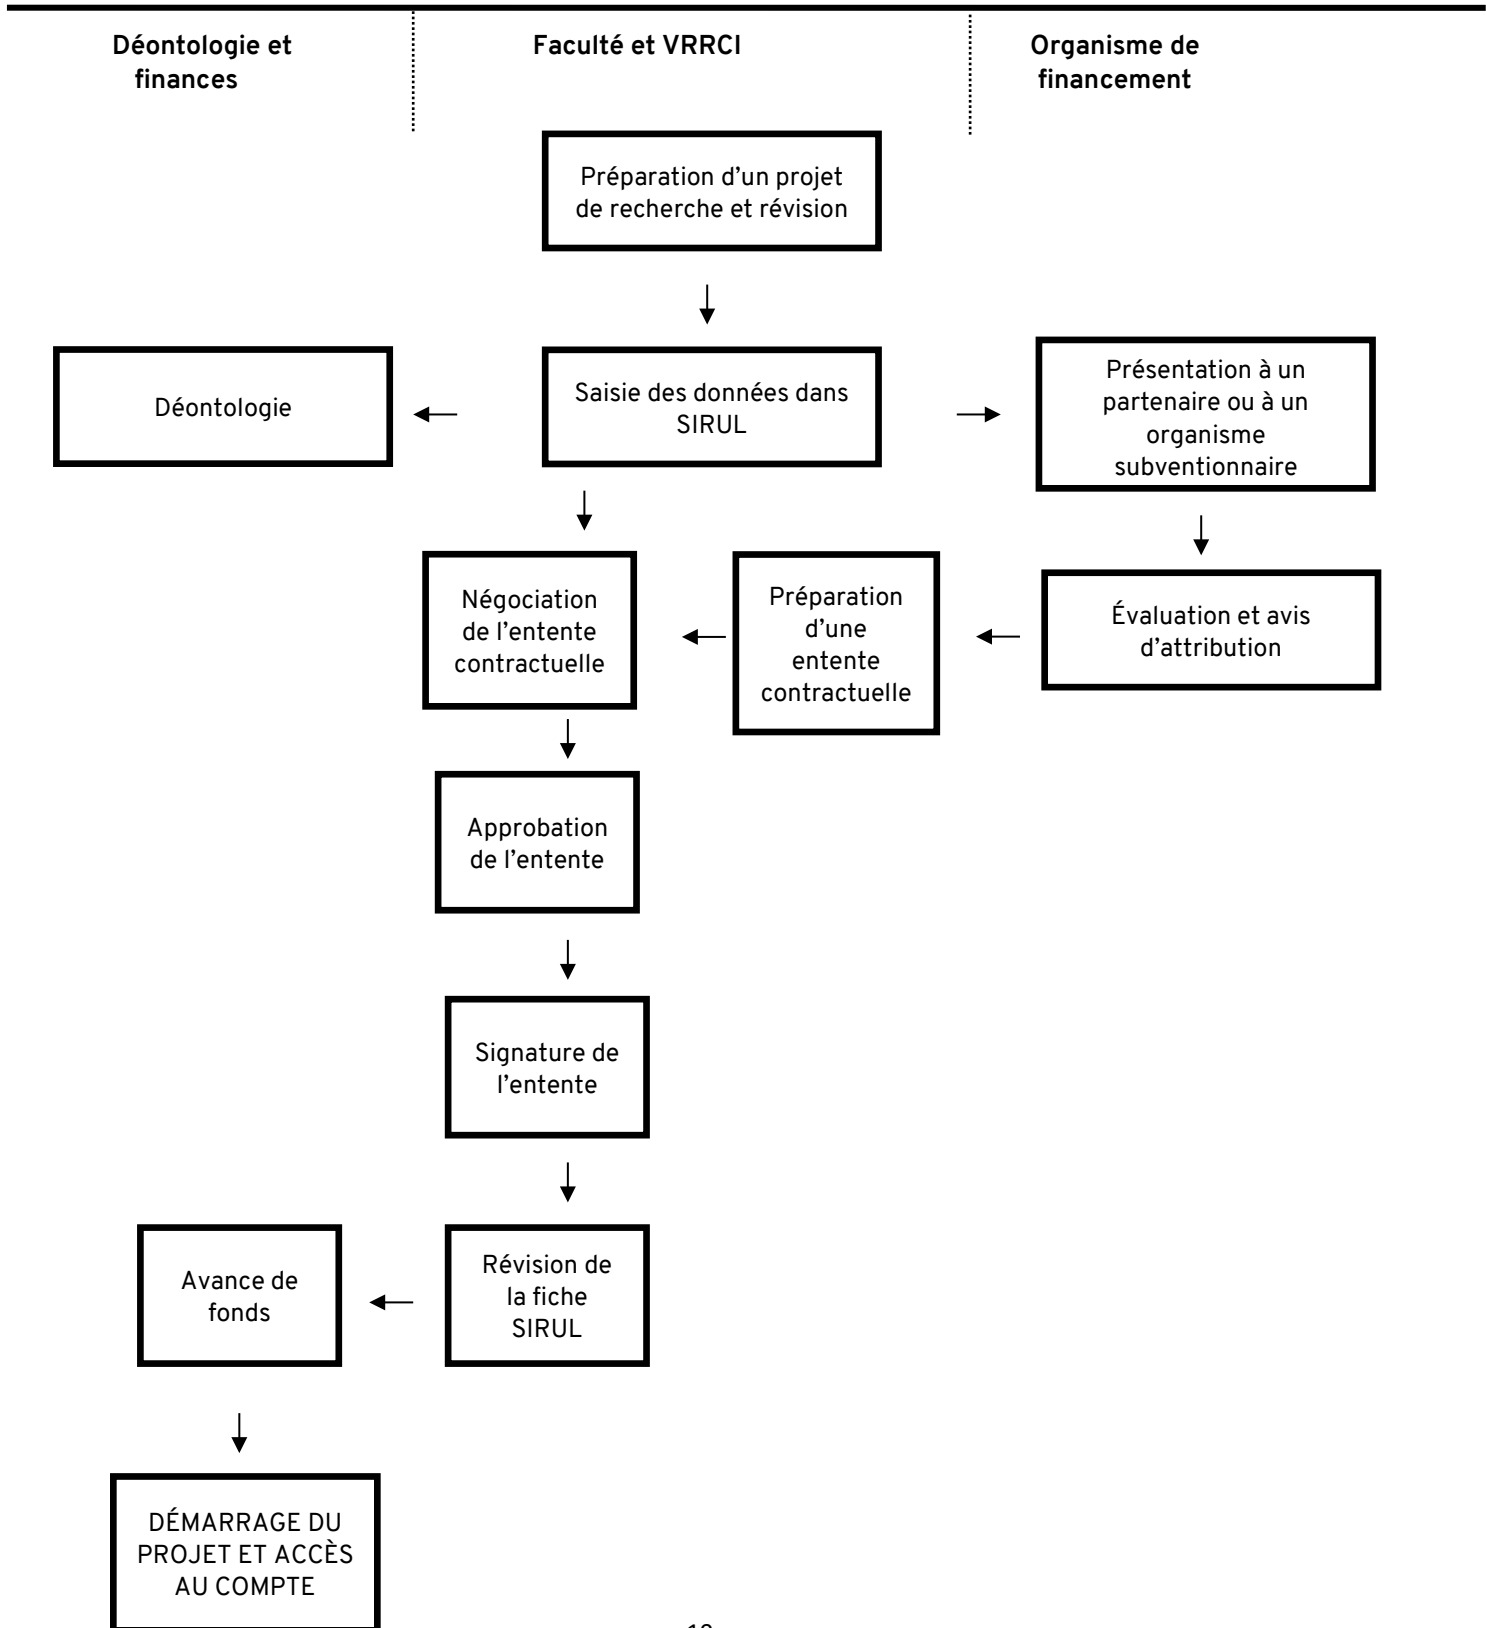 Déontologie et
finances
Faculté et VRRCI
Organisme de
financement
Préparation d'un projet
de recherche et révision
Déontologie
Saisie des données dans
SIRUL
Présentation à un
partenaire ou à un
organisme
subventionnaire
Négociation
de l'entente
contractuelle
Préparation
d'une
entente
contractuelle
Évaluation et avis
d'attribution
Approbation
de l'entente
Signature de
l'entente
Avance de
fonds
Révision de
la fiche
SIRUL
DÉMARRAGE DU
PROJET ET ACCÈS
AU COMPTE